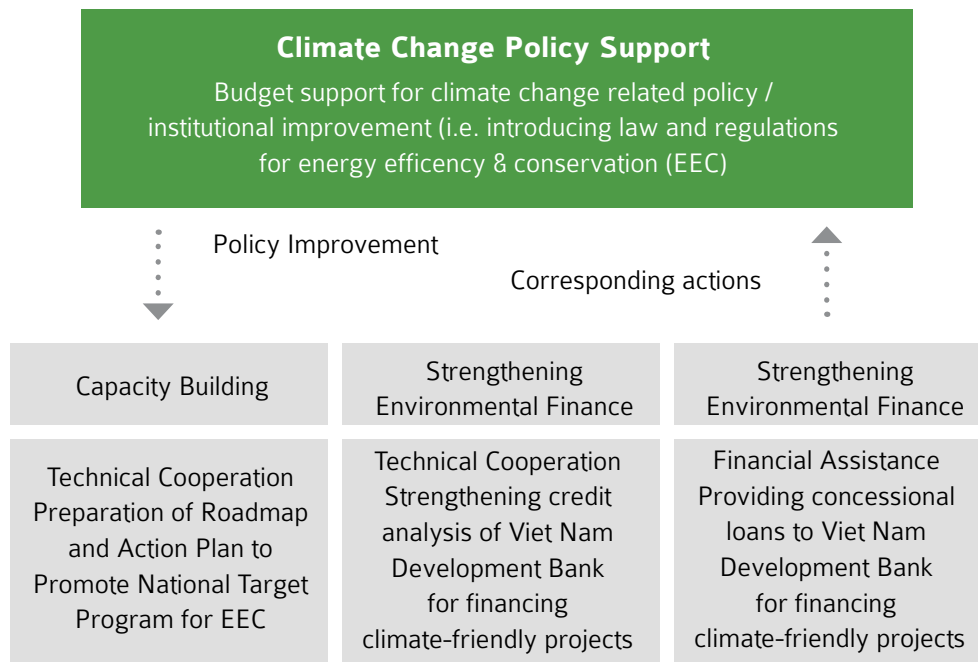 Climate Change Policy Support
Budget support for climate change related policy /
institutional improvement (i.e. introducing law and regulations
for energy efficency & conservation (EEC)
Policy Improvement
Corresponding actions
Capacity Building
Strengthening
Environmental Finance
Strengthening
Environmental Finance
Technical Cooperation
Preparation of Roadmap
and Action Plan to
Promote National Target
Program for EEC
Technical Cooperation
Strengthening credit
analysis of Viet Nam
Development Bank
for financing
climate-friendly projects
Financial Assistance
Providing concessional
loans to Viet Nam
Development Bank
for financing
climate-friendly projects